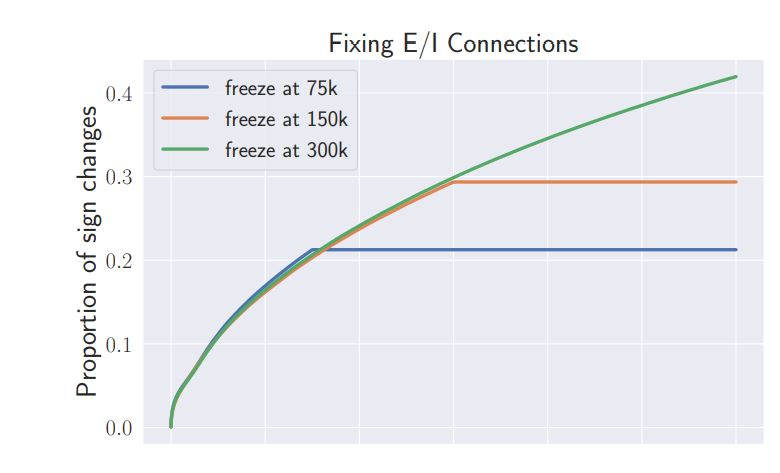 Fixing E/I Connections
freeze at 75k
freeze at 150k
freeze at 300k
Proportion of sign changes
0.4
0.3
0.2
0.1
0.0